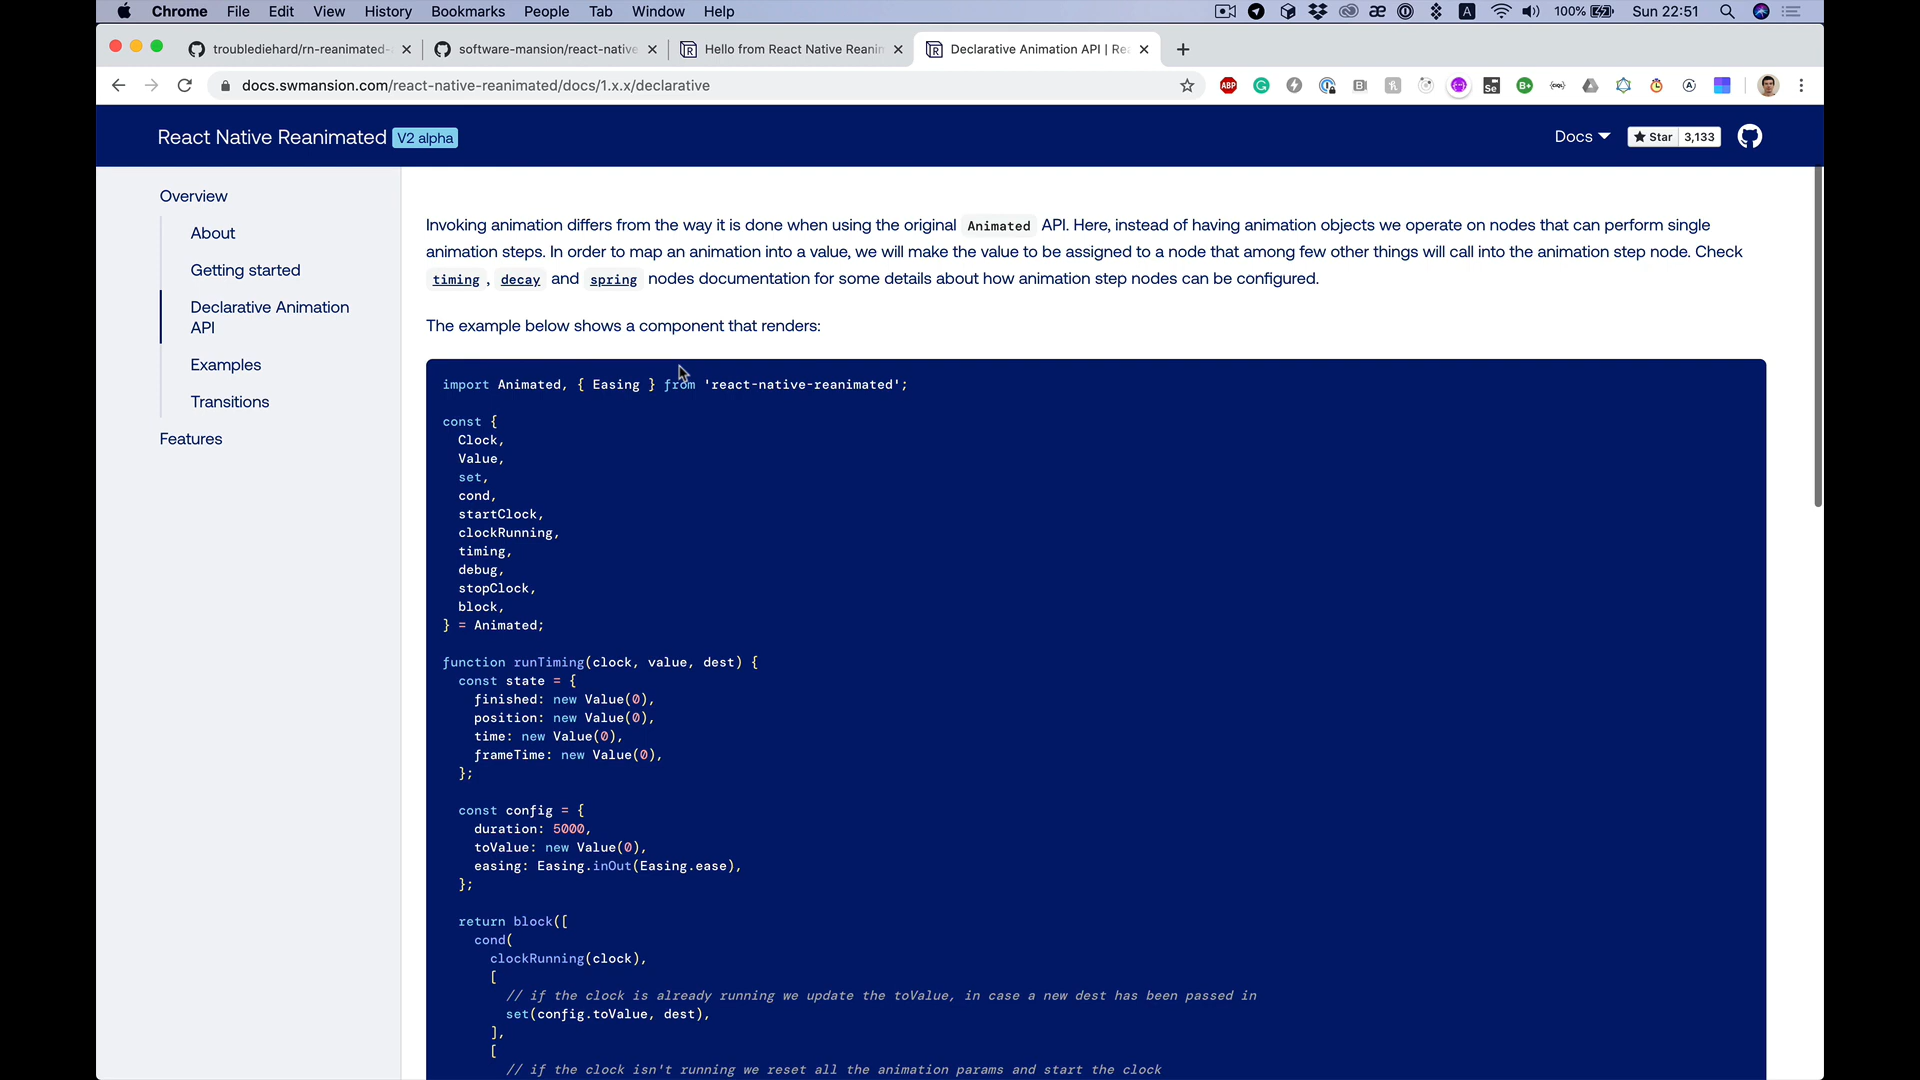 Chrome File Edit View History Bookmarks People Tab Window Help 100% Sun 22:51
troublediehard/rn-reanimated- software-mansion/react-native Hello from React Native Reanim Declarative Animation API | Re
docs.swmansion.com/react-native-reanimated/docs/1.x.x/declarative
React Native Reanimated V2 alpha Docs Star 3,133
Overview
About
Getting started
Declarative Animation
API
Examples
Transitions
Features
Invoking animation differs from the way it is done when using the original Animated API. Here, instead of having animation objects we operate on nodes that can perform single
animation steps. In order to map an animation into a value, we will make the value to be assigned to a node that among few other things will call into the animation step node. Check
timing , decay and spring nodes documentation for some details about how animation step nodes can be configured.
The example below shows a component that renders:
import Animated, { Easing } from 'react-native-reanimated';
const {
Clock,
Value,
set,
cond,
startClock,
clockRunning,
timing,
debug,
stopClock,
block,
} = Animated;
function runTiming(clock, value, dest) {
const state = {
finished: new Value(0),
position: new Value(0),
time: new Value(0),
frameTime: new Value(0),
};
const config = {
duration: 5000,
toValue: new Value(0),
easing: Easing.inOut(Easing.ease),
};
return block([
cond(
clockRunning(clock),
[
// if the clock is already running we update the toValue, in case a new dest has been passed in
set(config.toValue, dest),
],
[
// if the clock isn't running we reset all the animation params and start the clock